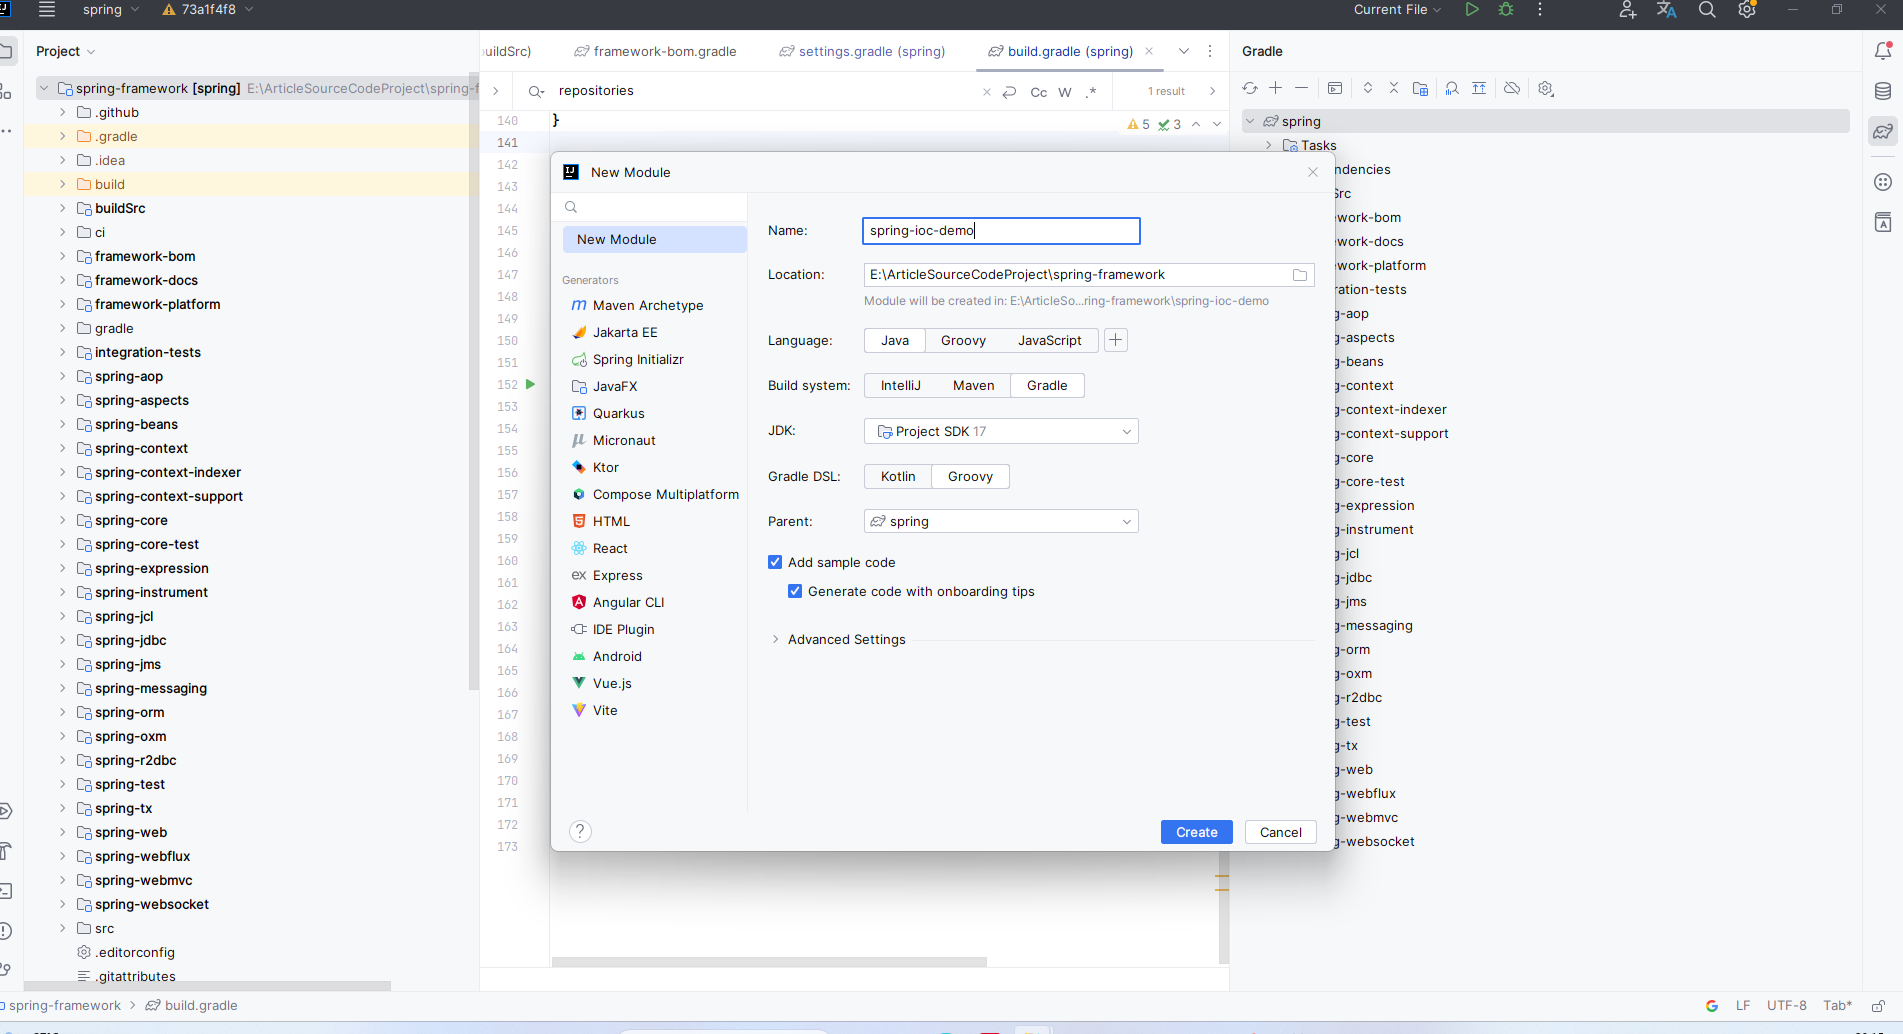 spring
73a1f4f8
Current File
Project
uildSrc)
framework-bom.gradle
settings.gradle (spring)
build.gradle (spring)
Gradle
spring-framework [spring] E:\ArticleSourceCodeProject\spring-f
repositories
Cc
W
.*
1 result
.github
.gradle
.idea
build
buildSrc
ci
framework-bom
framework-docs
framework-platform
gradle
integration-tests
spring-aop
spring-aspects
spring-beans
spring-context
spring-context-indexer
spring-context-support
spring-core
spring-core-test
spring-expression
spring-instrument
spring-jcl
spring-jdbc
spring-jms
spring-messaging
spring-orm
spring-oxm
spring-r2dbc
spring-test
spring-tx
spring-web
spring-webflux
spring-webmvc
spring-websocket
src
.editorconfig
.gitattributes
140
}
5
3
141
142
143
144
145
146
147
148
149
150
151
152
153
154
155
156
157
158
159
160
161
162
163
164
165
166
167
168
169
170
171
172
173
New Module
New Module
Generators
Maven Archetype
Jakarta EE
Spring Initializr
JavaFX
Quarkus
Micronaut
Ktor
Compose Multiplatform
HTML
React
ex Express
Angular CLI
IDE Plugin
Android
Vue.js
Vite
Name:
spring-ioc-demo
Location:
E:\ArticleSourceCodeProject\spring-framework
Module will be created in: E:\ArticleSo...ring-framework\spring-ioc-demo
Language:
Java
Groovy
JavaScript
Build system:
IntelliJ
Maven
Gradle
JDK:
Project SDK 17
Gradle DSL:
Kotlin
Groovy
Parent:
spring
Add sample code
Generate code with onboarding tips
Advanced Settings
?
Create
Cancel
spring
Tasks
ndencies
Src
work-bom
work-docs
work-platform
ration-tests
g-aop
g-aspects
g-beans
g-context
g-context-indexer
g-context-support
g-core
g-core-test
g-expression
g-instrument
g-jcl
g-jdbc
g-jms
g-messaging
g-orm
g-oxm
g-r2dbc
g-test
g-tx
g-web
g-webflux
g-webmvc
g-websocket
spring-framework > build.gradle
LF
UTF-8
Tab*